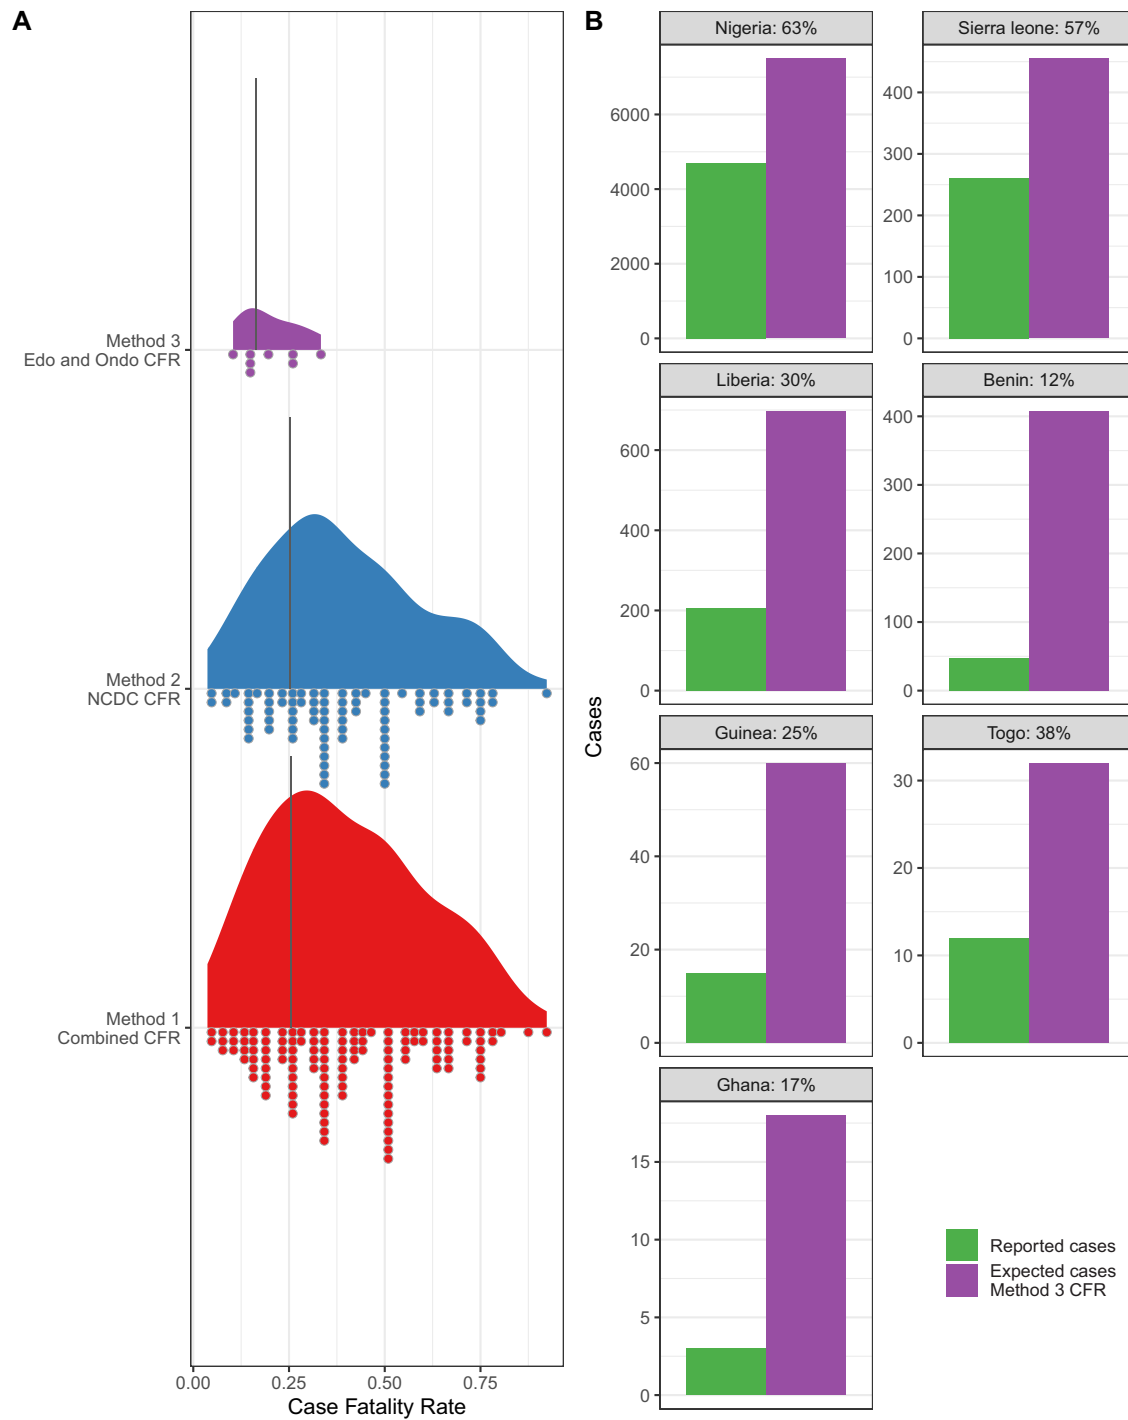 A
Method 3
Edo and Ondo CFR
Method 2
NCDC CFR
Method 1
Combined CFR
0.00
0.25
0.50
0.75
Case Fatality Rate
B
Cases
Nigeria: 63%
6000
4000
2000
0
Sierra leone: 57%
400
300
200
100
0
Liberia: 30%
600
400
200
0
Benin: 12%
400
300
200
100
0
Guinea: 25%
60
40
20
0
Togo: 38%
30
20
10
0
Ghana: 17%
15
10
5
0
Reported cases
Expected cases
Method 3 CFR